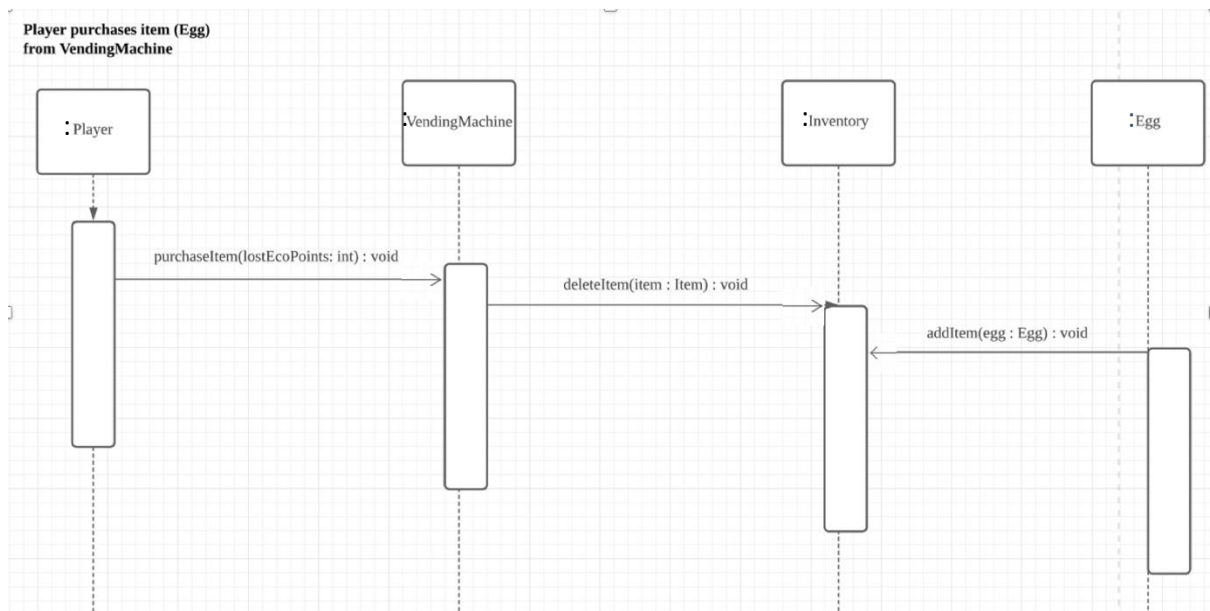 Player purchases item (Egg)
from VendingMachine
:Player
:VendingMachine
:Inventory
:Egg
purchaseItem(lostEcoPoints: int) : void
deleteItem(item : Item) : void
addItem(egg : Egg) : void